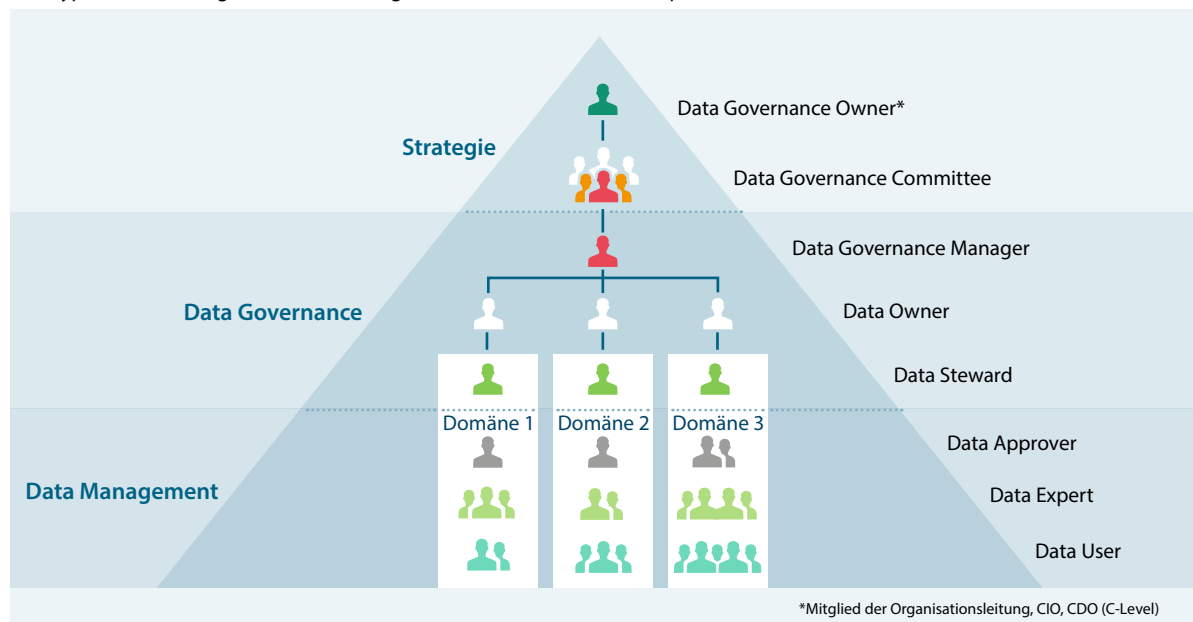 Data Governance Owner*
Strategie
Data Governance Committee
Data Governance Manager
Data Governance
Data Owner
Data Steward
Domäne 1
Domäne 2
Domäne 3
Data Approver
Data Management
Data Expert
Data User
*Mitglied der Organisationsleitung, CIO, CDO (C-Level)